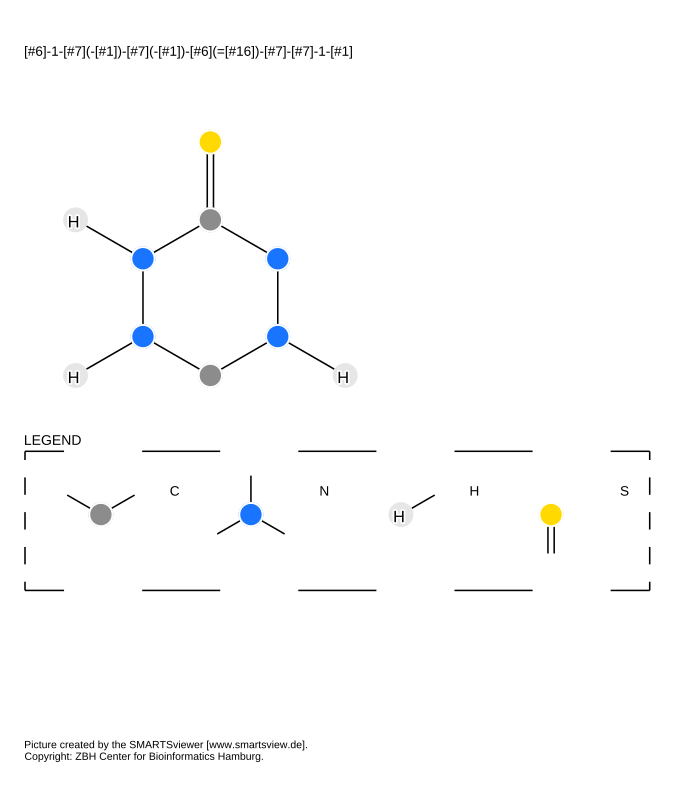 [#6]-1-[#7](-[#1])-[#7](-[#1])-[#6](=[#16])-[#7]-[#7]-1-[#1]
H
H
H
LEGEND
C
N
H
H
S
Picture created by the SMARTSviewer [www.smartsview.de].
Copyright: ZBH Center for Bioinformatics Hamburg.